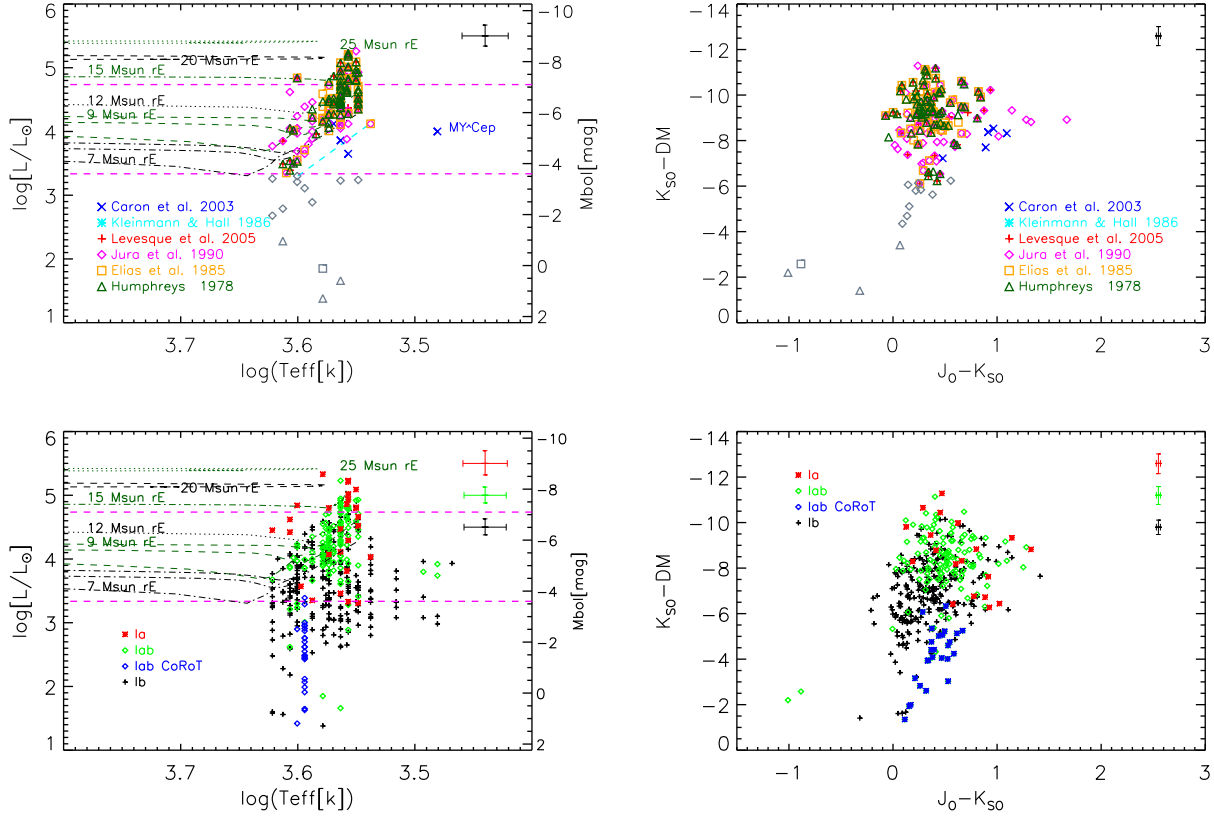 6
5
4
3
2
1
3.7
3.6
3.5
log[L/L⊙]
log(Teff[k])
-10
-8
-6
-4
-2
0
2
Mbol[mag]
25 Msun rE
20 Msun rE
15 Msun rE
12 Msun rE
9 Msun rE
7 Msun rE
MY^Cep
Caron et al. 2003
Kleinmann & Hall 1986
Levesque et al. 2005
Jura et al. 1990
Elias et al. 1985
Humphreys 1978
-14
-12
-10
-8
-6
-4
-2
0
-1
0
1
2
3
Kso-DM
Jo-Kso
Caron et al. 2003
Kleinmann & Hall 1986
Levesque et al. 2005
Jura et al. 1990
Elias et al. 1985
Humphreys 1978
6
5
4
3
2
1
3.7
3.6
3.5
log[L/L⊙]
log(Teff[k])
-10
-8
-6
-4
-2
0
2
Mbol[mag]
25 Msun rE
20 Msun rE
15 Msun rE
12 Msun rE
9 Msun rE
7 Msun rE
Ia
Iab
Iab CoRoT
Ib
-14
-12
-10
-8
-6
-4
-2
0
-1
0
1
2
3
Kso-DM
Jo-Kso
Ia
Iab
Iab CoRoT
Ib